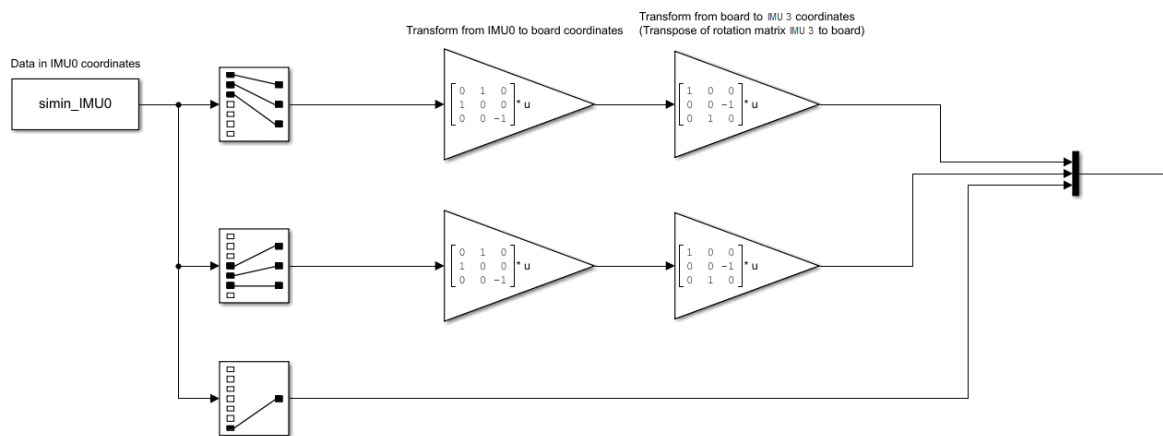 Transform from board to IMU 3 coordinates
Transform from IMU0 to board coordinates
(Transpose of rotation matrix IMU 3 to board)
Data in IMU0 coordinates
simin_IMU0
0 1 0
1 0 0 * u
0 0 -1
1 0 0
0 0 -1 * u
0 1 0
0 1 0
1 0 0 * u
0 0 -1
1 0 0
0 0 -1 * u
0 1 0